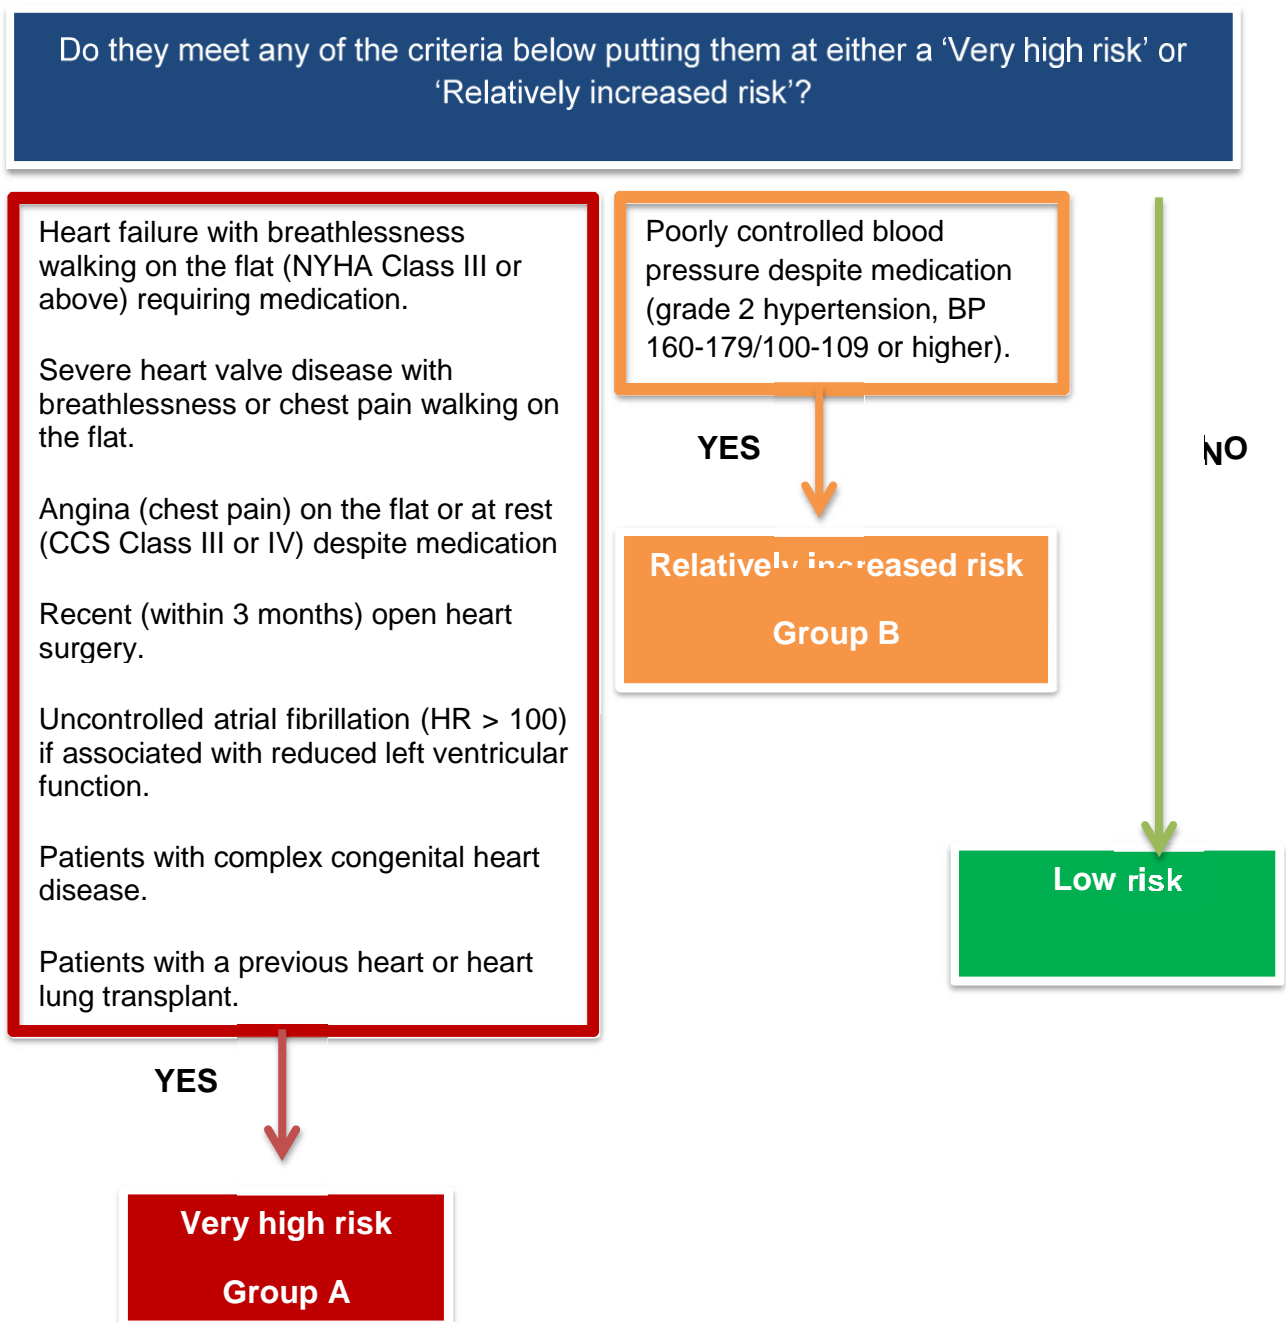 Do they meet any of the criteria below putting them at either a ‘Very high risk’ or
‘Relatively increased risk’?
Heart failure with breathlessness
walking on the flat (NYHA Class III or
above) requiring medication.
Severe heart valve disease with
breathlessness or chest pain walking on
the flat.
Angina (chest pain) on the flat or at rest
(CCS Class III or IV) despite medication
Recent (within 3 months) open heart
surgery.
Uncontrolled atrial fibrillation (HR > 100)
if associated with reduced left ventricular
function.
Patients with complex congenital heart
disease.
Patients with a previous heart or heart
lung transplant.
YES
Very high risk
Group A
Poorly controlled blood
pressure despite medication
(grade 2 hypertension, BP
160-179/100-109 or higher).
YES
Relatively increased risk
Group B
NO
Low risk